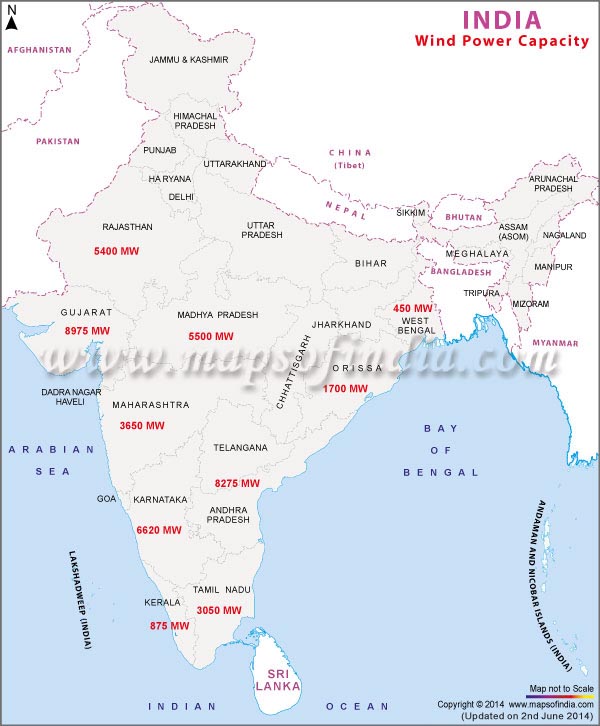 N
INDIA
Wind Power Capacity
AFGHANISTAN
JAMMU & KASHMIR
HIMACHAL
PRADESH
PAKISTAN
PUNJAB
CHINA
(Tibet)
UTTARAKHAND
HARYANA
DELHI
ARUNACHAL
PRADESH
NEPAL
SIKKIM
BHUTAN
RAJASTHAN
5400 MW
UTTAR
PRADESH
ASSAM
(ASOM)
NAGALAND
MEGHALAYA
BIHAR
MANIPUR
BANGLADESH
TRIPURA
MIZORAM
GUJARAT
8975 MW
MADHYA PRADESH
5500 MW
JHARKHAND
450 MW
WEST
BENGAL
MYANMAR
www.mapsofindia.com
CHHATTISGARH
ORISSA
1700 MW
DADRA NAGAR
HAVELI
MAHARASHTRA
3650 MW
ARABIAN
SEA
BAY
OF
BENGAL
TELANGANA
8275 MW
GOA
KARNATAKA
6620 MW
ANDHRA
PRADESH
ANDAMAN AND NICOBAR ISLANDS (INDIA)
LAKSHADWEEP (INDIA)
KERALA
875 MW
TAMIL NADU
3050 MW
SRI
LANKA
INDIAN OCEAN
Map not to Scale
Copyright © 2014 www.mapsofindia.com
(Updated on 2nd June 2014)